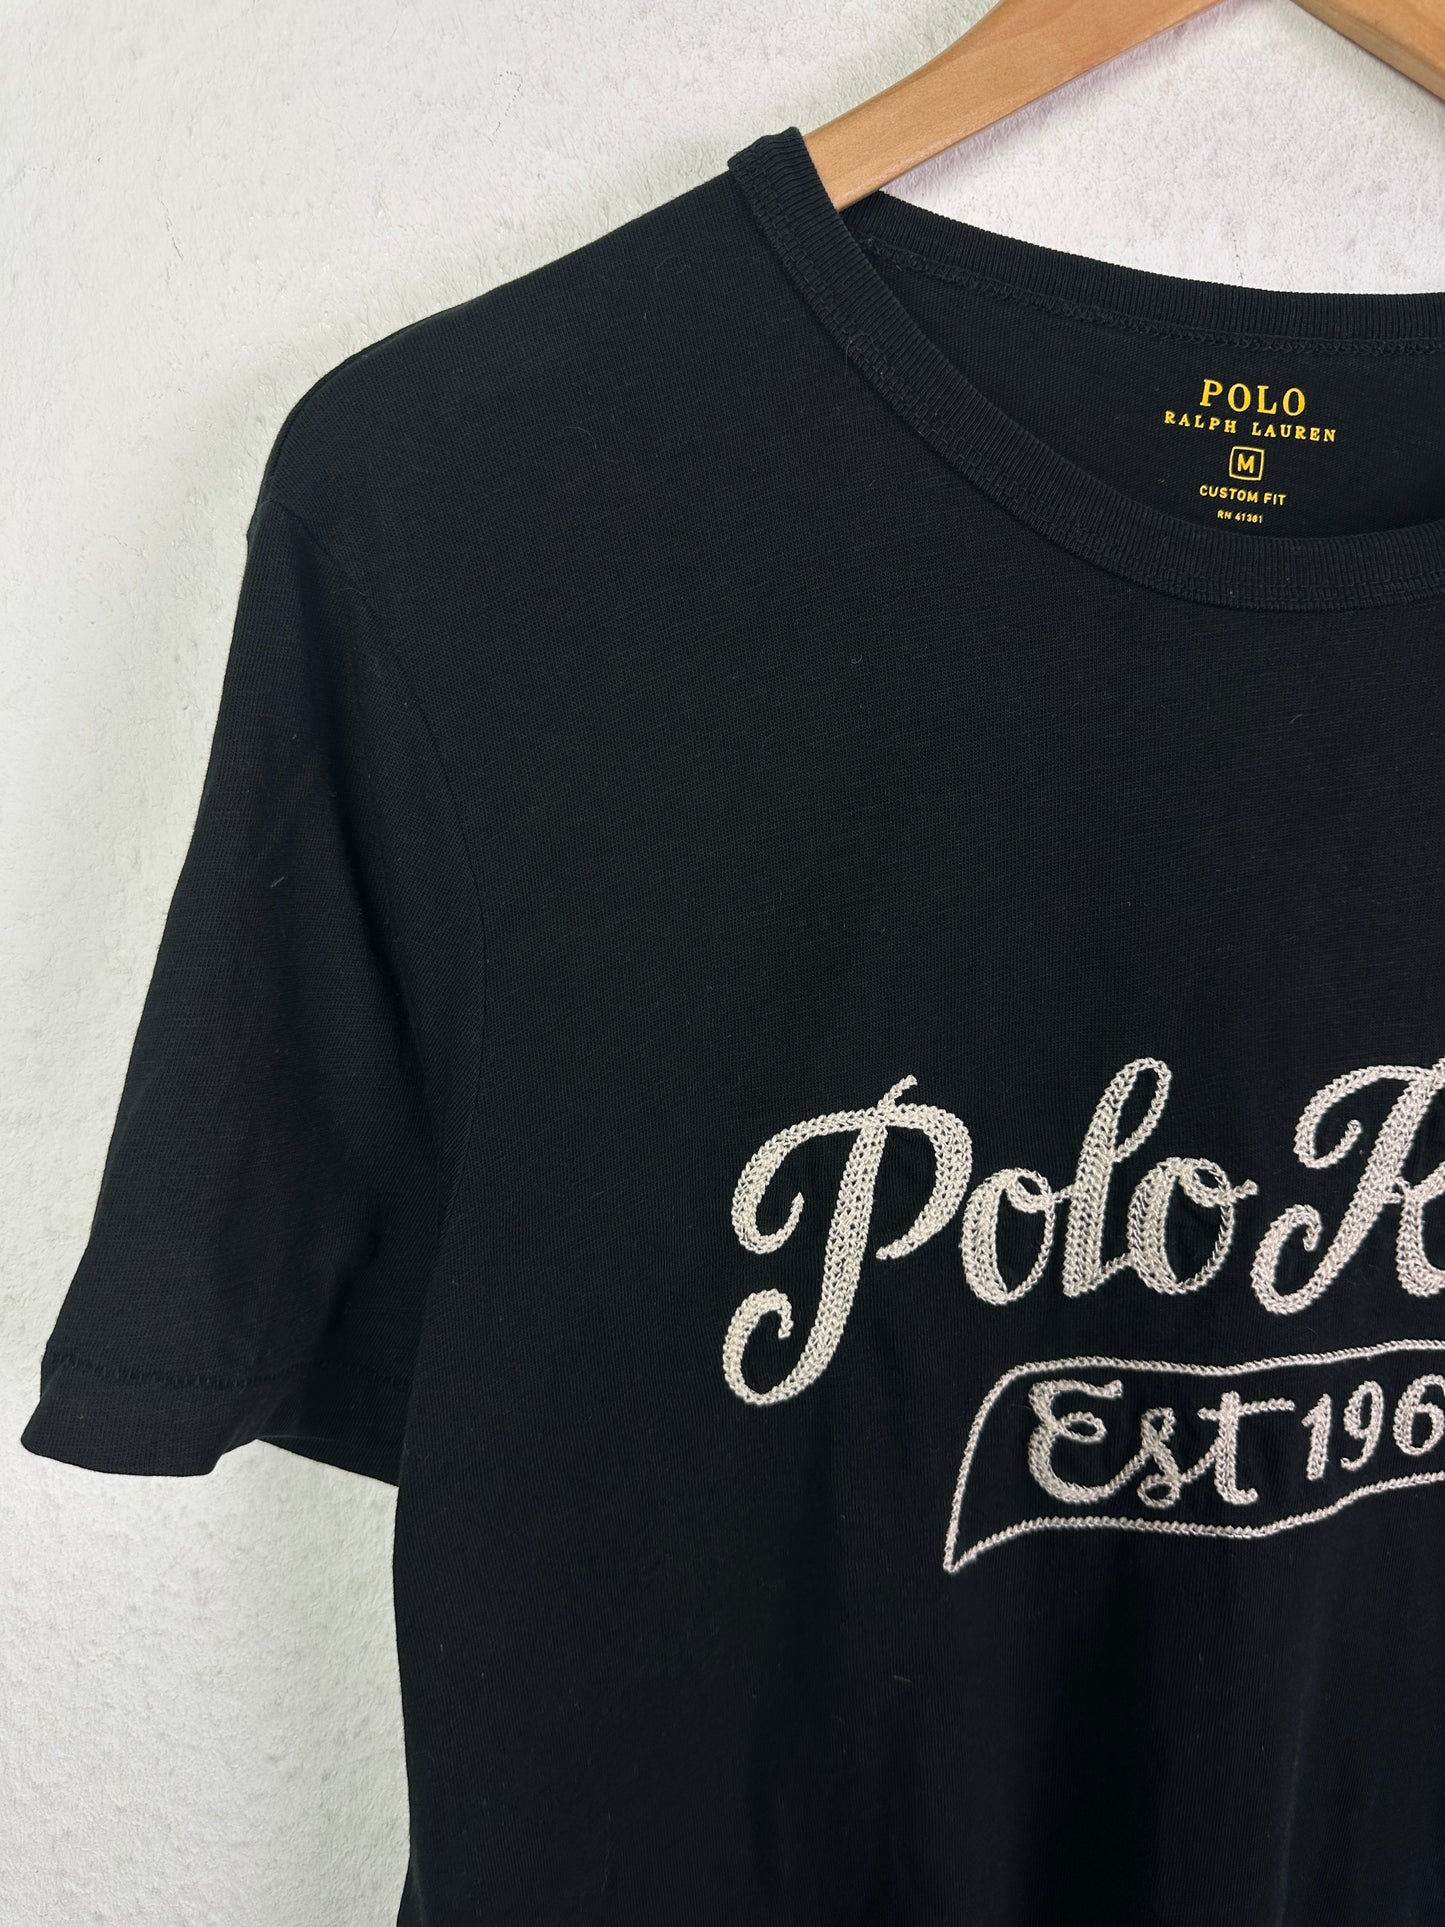 POLO
RALPH LAUREN
M
CUSTOM FIT
RN 41381
Polo R
Est 196